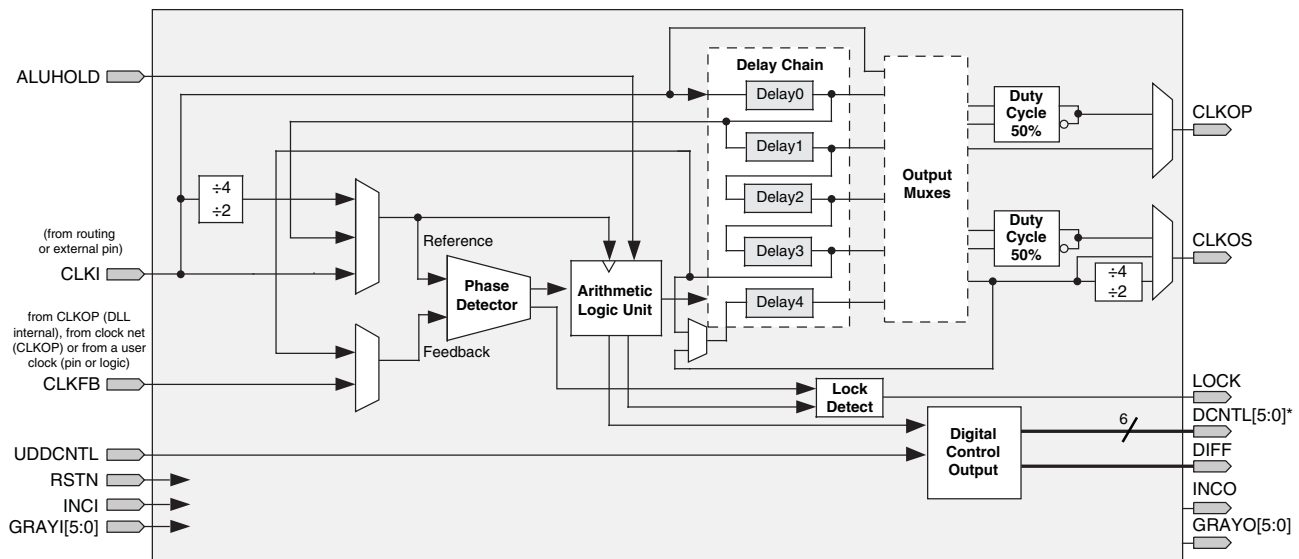 ALUHOLD
Delay Chain
Delay0
Delay1
Delay2
Delay3
Delay4
Output
Muxes
Duty
Cycle
50%
CLKOP
÷4
÷2
(from routing
or external pin)
CLKI
Reference
Phase
Detector
Arithmetic
Logic Unit
Duty
Cycle
50%
CLKOS
÷4
÷2
from CLKOP (DLL
internal), from clock net
(CLKOP) or from a user
clock (pin or logic)
CLKFB
Feedback
Lock
Detect
LOCK
Digital
Control
Output
6
DCNTL[5:0]*
DIFF
UDDCNTL
RSTN
INCI
GRAYI[5:0]
INCO
GRAYO[5:0]